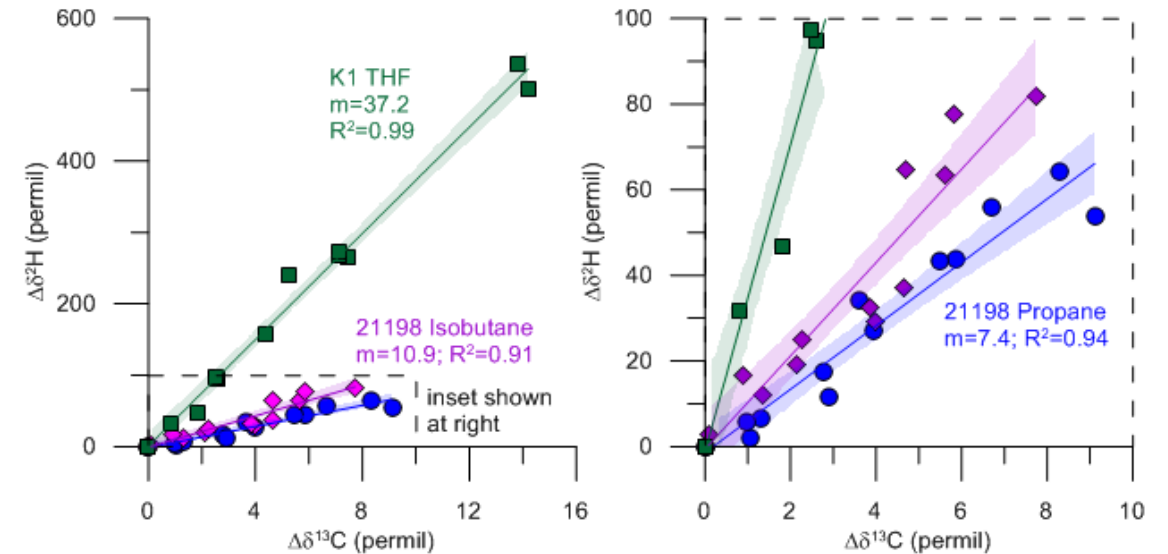 600
400
200
0
Δδ²H (permil)
K1 THF
m=37.2
R²=0.99
21198 Isobutane
m=10.9; R²=0.91
inset shown
at right
0 4 8 12 16
Δδ¹³C (permil)
100
80
60
40
20
0
Δδ²H (permil)
21198 Propane
m=7.4; R²=0.94
0 2 4 6 8 10
Δδ¹³C (permil)